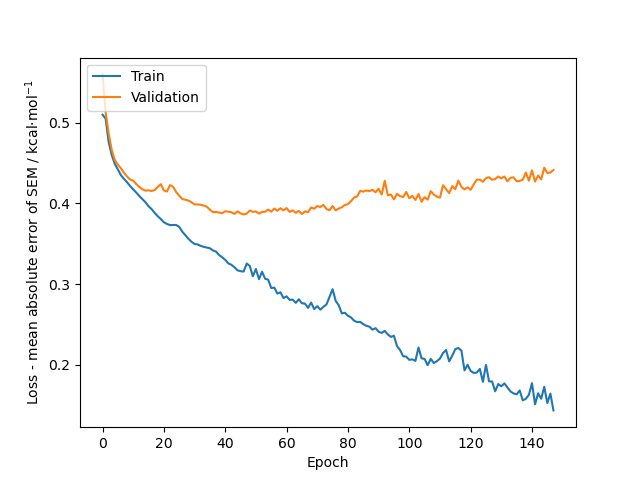 Train
Validation
0.5
0.4
0.3
0.2
0 20 40 60 80 100 120 140
Epoch
Loss - mean absolute error of SEM / kcal·mol⁻¹